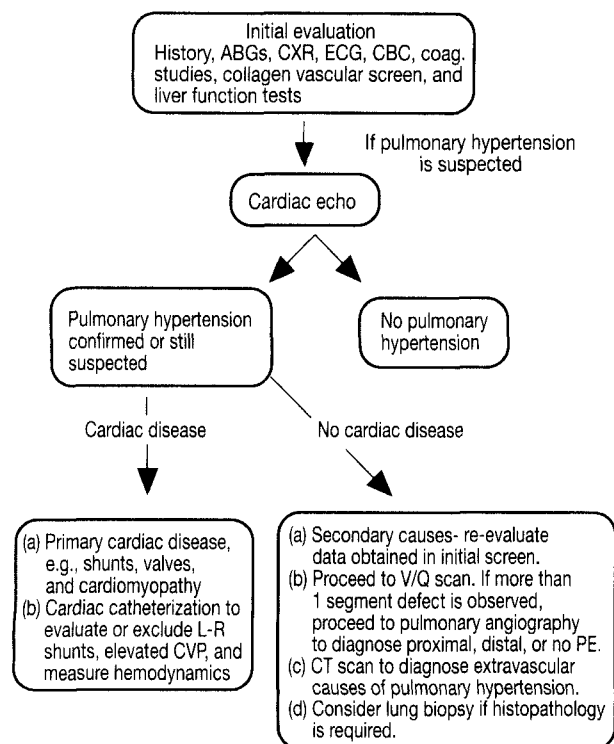 Initial evaluation
History, ABGs, CXR, ECG, CBC, coag.
studies, collagen vascular screen, and
liver function tests
If pulmonary hypertension
is suspected
Cardiac echo
Pulmonary hypertension
confirmed or still
suspected
No pulmonary
hypertension
Cardiac disease
No cardiac disease
(a) Primary cardiac disease,
e.g., shunts, valves,
and cardiomyopathy
(b) Cardiac catheterization to
evaluate or exclude L-R
shunts, elevated CVP, and
measure hemodynamics
(a) Secondary causes- re-evaluate
data obtained in initial screen.
(b) Proceed to V/Q scan. If more than
1 segment defect is observed,
proceed to pulmonary angiography
to diagnose proximal, distal, or no PE.
(c) CT scan to diagnose extravascular
causes of pulmonary hypertension.
(d) Consider lung biopsy if histopathology
is required.